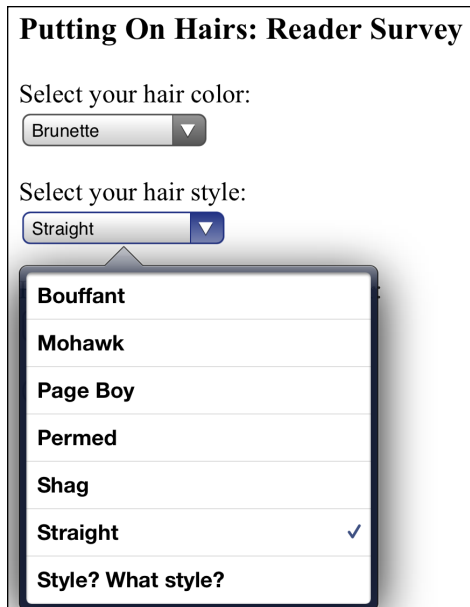 Putting On Hairs: Reader Survey
Select your hair color:
Brunette
Select your hair style:
Straight
Bouffant
Mohawk
Page Boy
Permed
Shag
Straight
Style? What style?